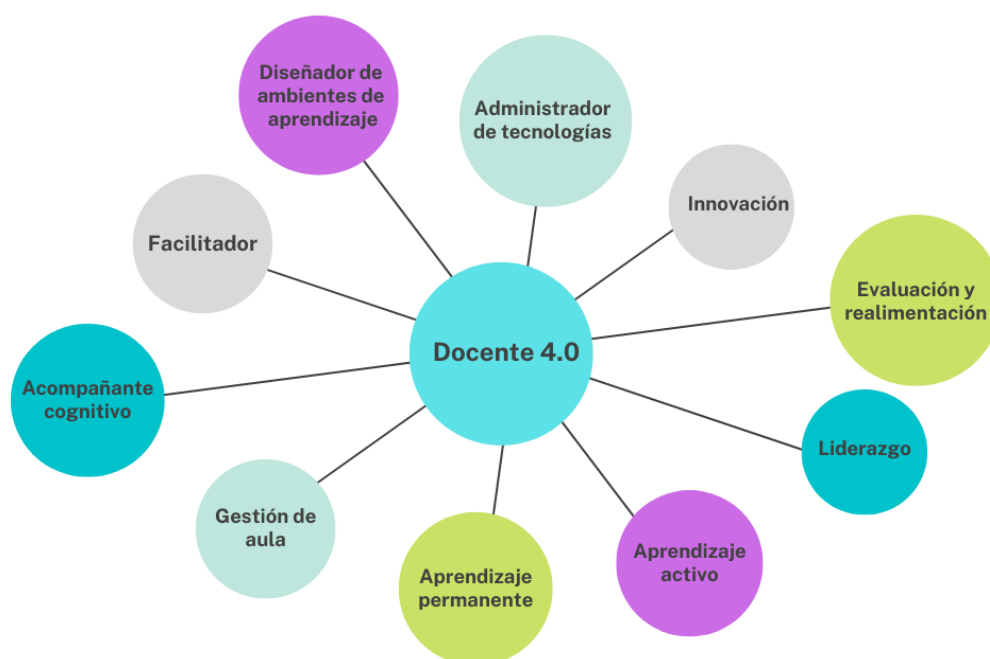 Diseñador de
ambientes de
aprendizaje
Administrador
de tecnologías
Innovación
Facilitador
Evaluación y
realimentación
Docente 4.0
Acompañante
cognitivo
Liderazgo
Gestión de
aula
Aprendizaje
activo
Aprendizaje
permanente